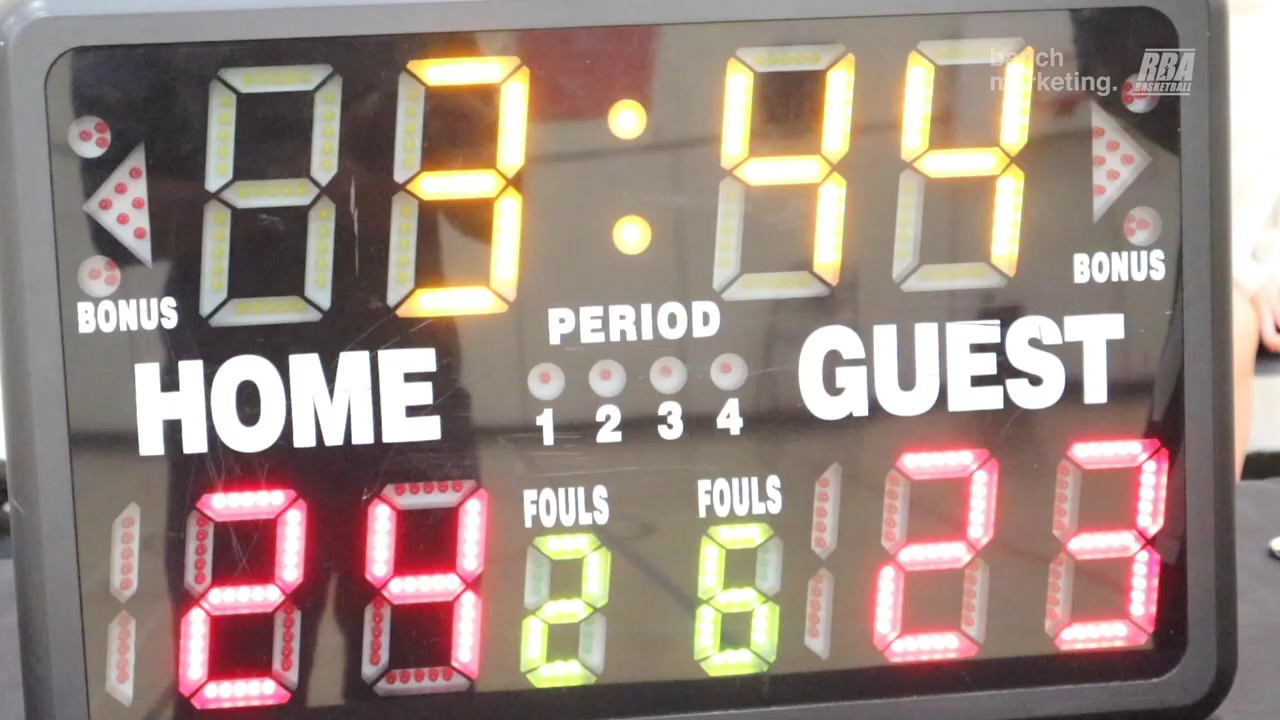 bench
marketing.
RBA
BASKETBALL
3:44
BONUS
BONUS
PERIOD
HOME
GUEST
1 2 3 4
FOULS
FOULS
24
2
6
23